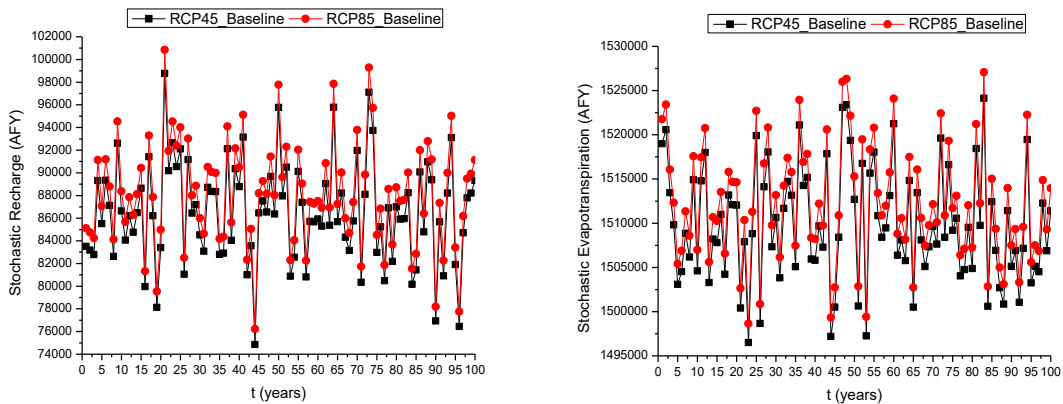 RCP45_Baseline RCP85_Baseline
102000
100000
98000
96000
94000
92000
90000
88000
86000
84000
82000
80000
78000
76000
74000
Stochastic Recharge (AFY)
0 5 10 15 20 25 30 35 40 45 50 55 60 65 70 75 80 85 90 95 100
t (years)
RCP45_Baseline RCP85_Baseline
1530000
1525000
1520000
1515000
1510000
1505000
1500000
1495000
Stochastic Evapotranspiration (AFY)
0 5 10 15 20 25 30 35 40 45 50 55 60 65 70 75 80 85 90 95 100
t (years)